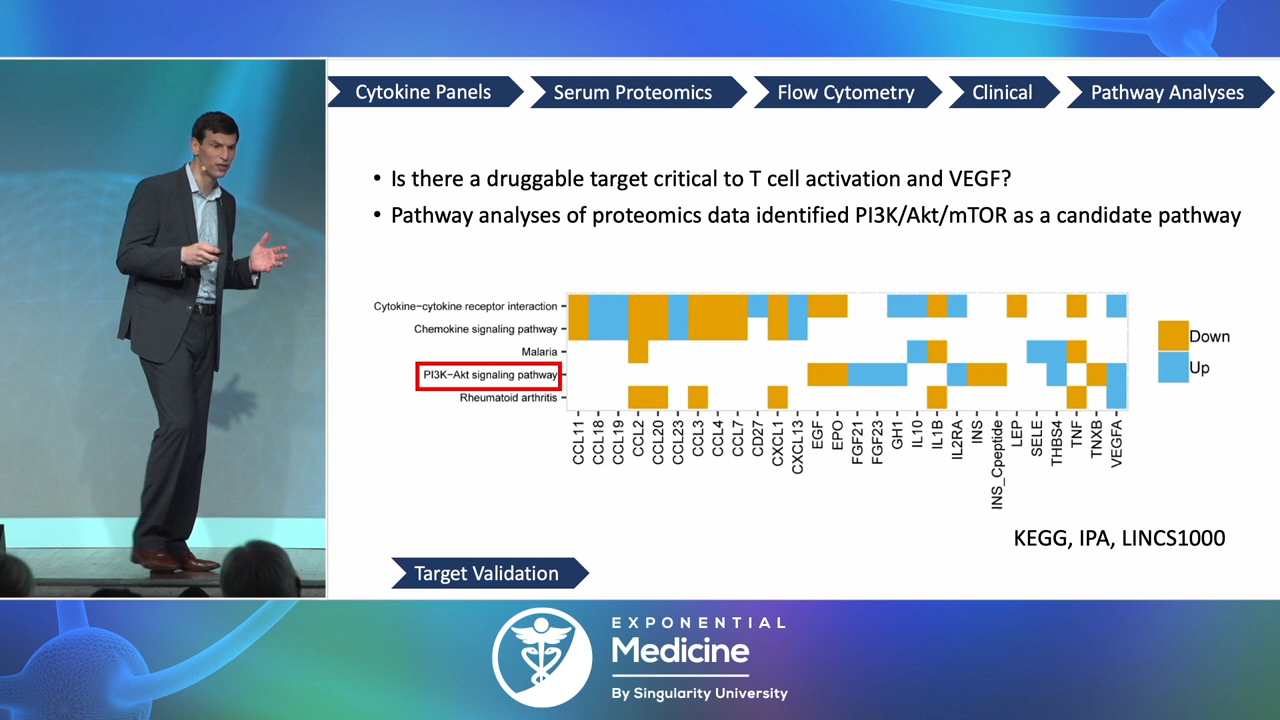 Cytokine Panels
Serum Proteomics
Flow Cytometry
Clinical
Pathway Analyses
• Is there a druggable target critical to T cell activation and VEGF?
• Pathway analyses of proteomics data identified PI3K/Akt/mTOR as a candidate pathway
Cytokine−cytokine receptor interaction
Chemokine signaling pathway
Malaria
PI3K−Akt signaling pathway
Rheumatoid arthritis
Down
Up
CCL11
CCL18
CCL19
CCL2
CCL20
CCL23
CCL3
CCL4
CCL7
CD27
CXCL1
CXCL13
EGF
EPO
FGF21
FGF23
GH1
IL10
IL1B
IL2RA
INS
INS_Cpeptide
LEP
SELE
THBS4
TNF
TNXB
VEGFA
KEGG, IPA, LINCS1000
Target Validation
EXPONENTIAL
Medicine
By Singularity University